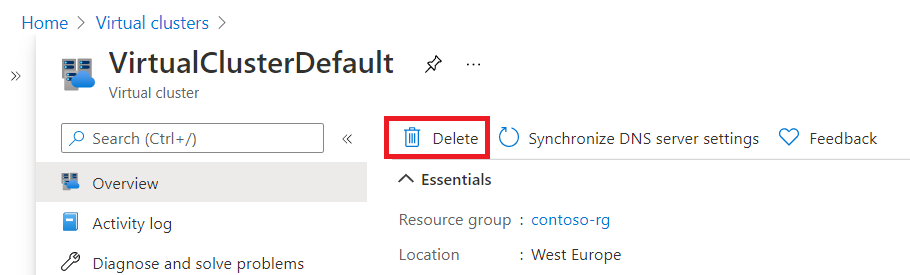 Home > Virtual clusters >
»
VirtualClusterDefault ...
Virtual cluster
Search (Ctrl+/) «
Delete Synchronize DNS server settings Feedback
Overview
Essentials
Activity log
Resource group : contoso-rg
Diagnose and solve problems
Location : West Europe